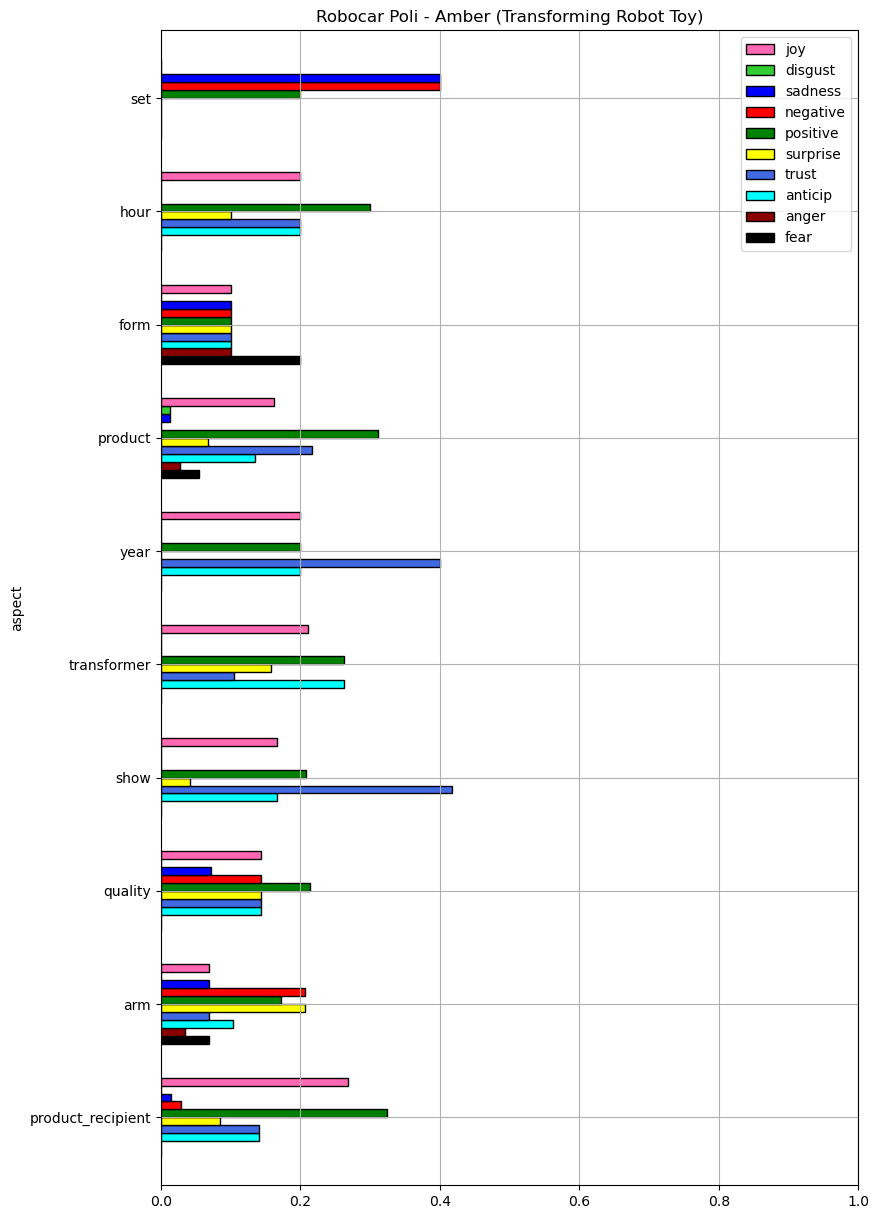 Robocar Poli - Amber (Transforming Robot Toy)
joy
disgust
sadness
negative
positive
surprise
trust
anticip
anger
fear
set
hour
form
product
year
transformer
show
quality
arm
product_recipient
aspect
0.0 0.2 0.4 0.6 0.8 1.0